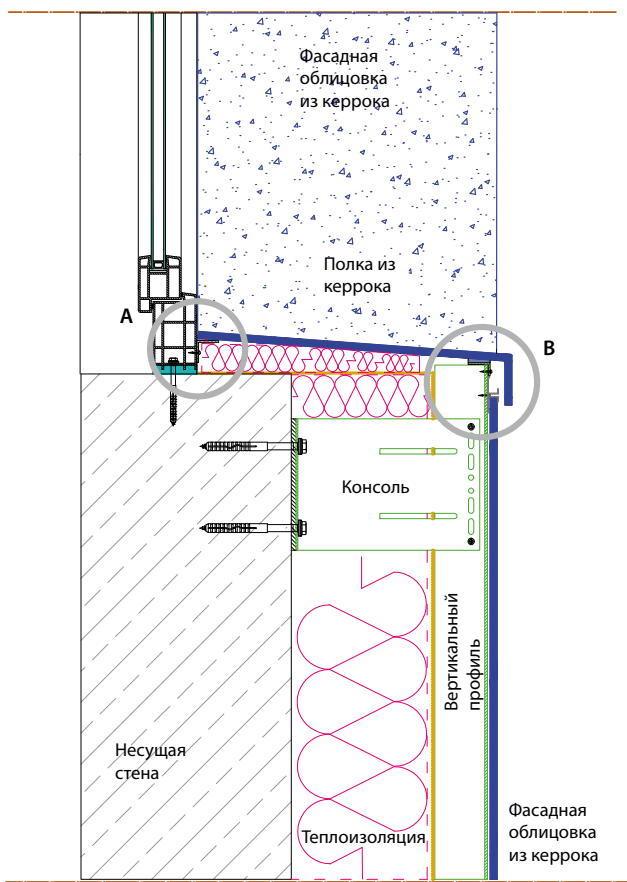 Фасадная
облицовка
из керрока
Полка из
керрока
A
B
Консоль
Вертикальный
профиль
Несущая
стена
Теплоизоляция
Фасадная
облицовка
из керрока